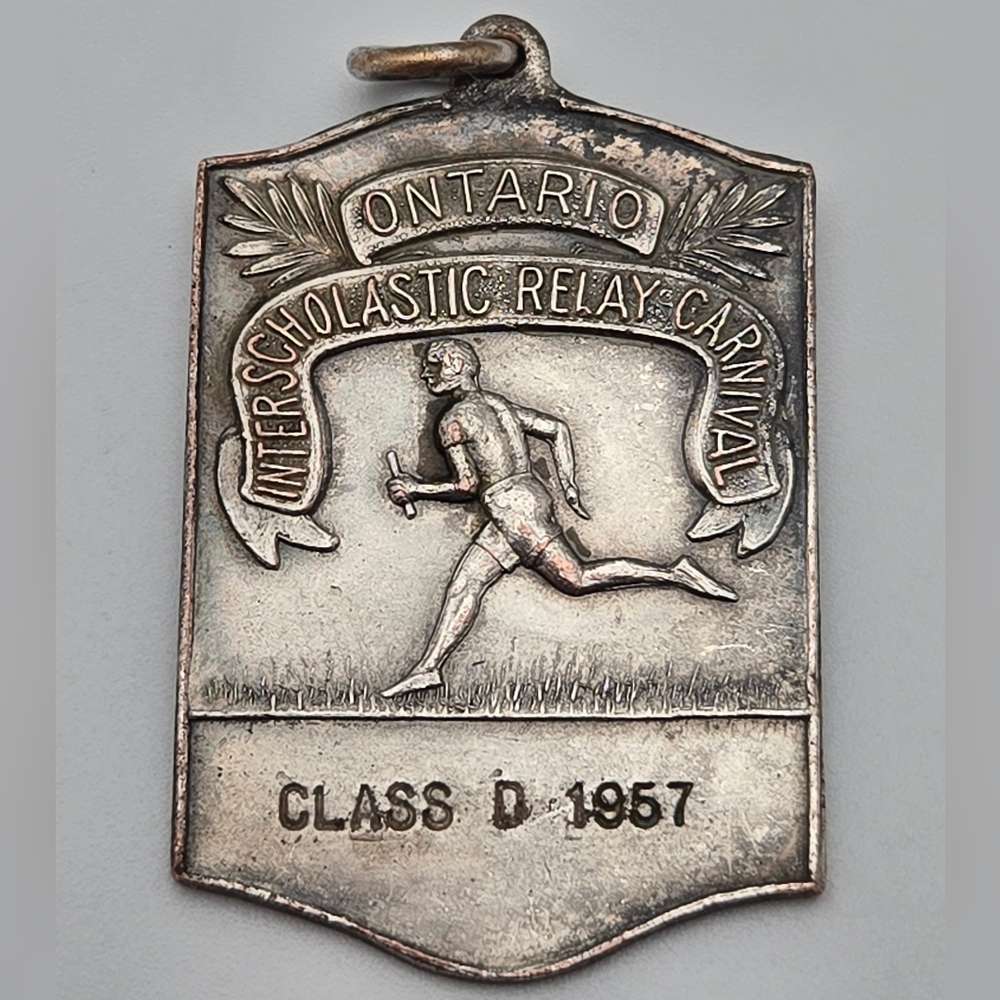 ONTARIO
INTERSCHOLASTIC RELAY CARNIVAL
CLASS D 1957